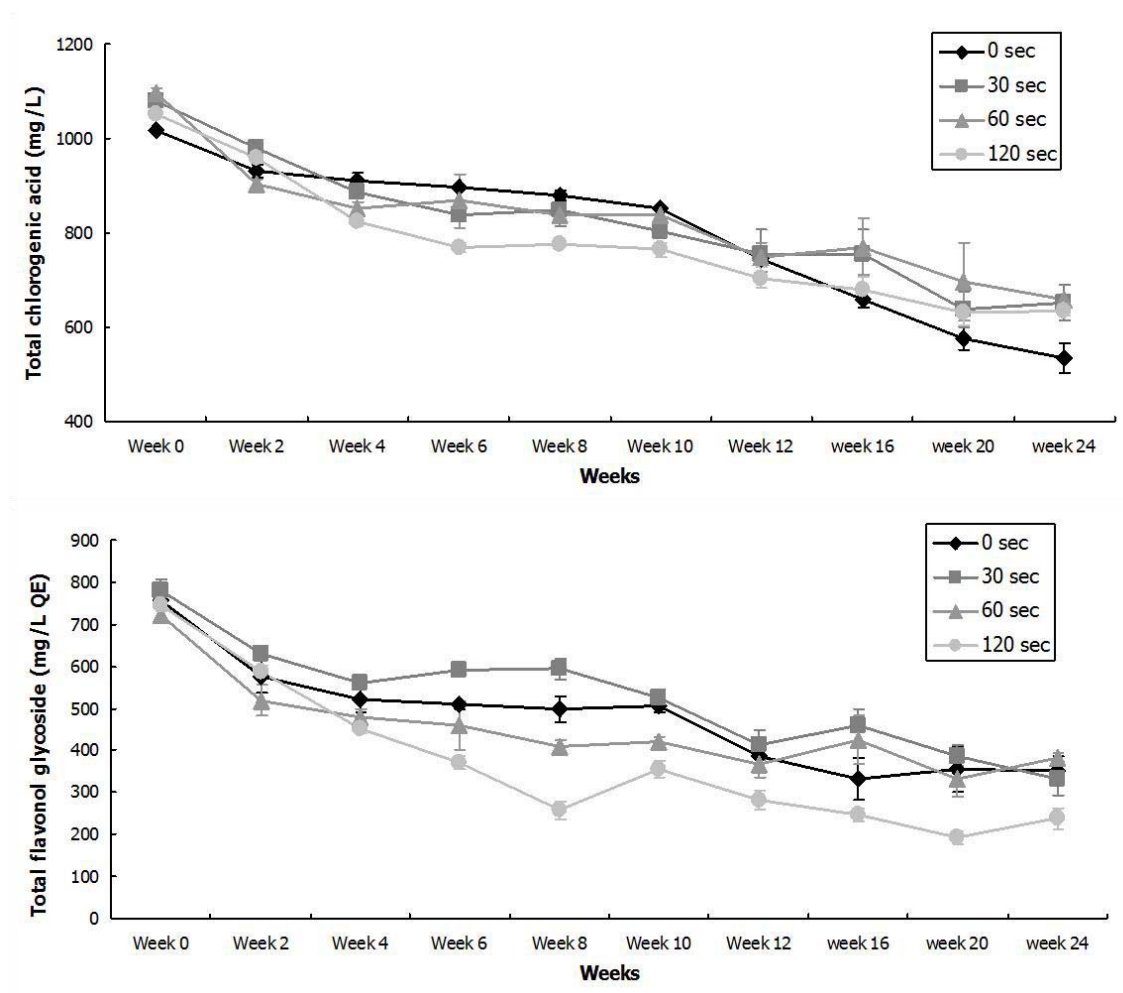 Total chlorogenic acid (mg/L)
1200
1000
800
600
400
0 sec
30 sec
60 sec
120 sec
Week 0 Week 2 Week 4 Week 6 Week 8 Week 10 Week 12 week 16 week 20 week 24
Weeks
Total flavonol glycoside (mg/L QE)
900
800
700
600
500
400
300
200
100
0
0 sec
30 sec
60 sec
120 sec
Week 0 Week 2 Week 4 Week 6 Week 8 Week 10 Week 12 week 16 week 20 week 24
Weeks